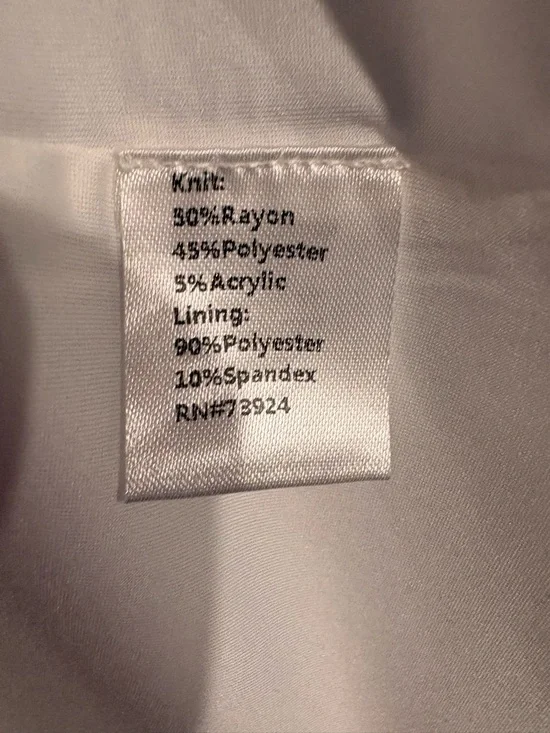 Knit:
50%Rayon
45%Polyester
5%Acrylic
Lining:
90%Polyester
10%Spandex
RN#73924